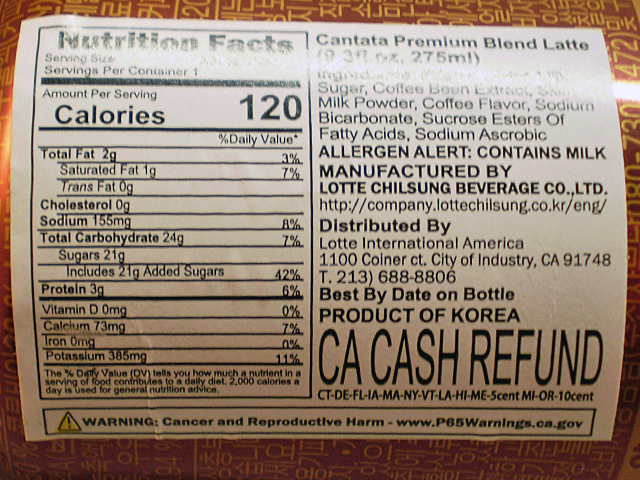 Nutrition Facts
Serving Size
Servings Per Container 1
Amount Per Serving
Calories 120
%Daily Value*
Total Fat 2g 3%
Saturated Fat 1g 7%
Trans Fat 0g
Cholesterol 0g
Sodium 155mg 8%
Total Carbohydrate 24g 7%
Sugars 21g
Includes 21g Added Sugars 42%
Protein 3g 6%
Vitamin D 0mg 0%
Calcium 73mg 7%
Iron 0mg 0%
Potassium 385mg 11%
The % Daily Value (DV) tells you how much a nutrient in a
serving of food contributes to a daily diet. 2,000 calories a
day is used for general nutrition advice.
Cantata Premium Blend Latte
(9.3fl.oz, 275ml)
Sugar, Coffee Bean Extract,
Milk Powder, Coffee Flavor, Sodium
Bicarbonate, Sucrose Esters Of
Fatty Acids, Sodium Ascrobic
ALLERGEN ALERT: CONTAINS MILK
MANUFACTURED BY
LOTTE CHILSUNG BEVERAGE CO.,LTD.
http://company.lottechilsung.co.kr/eng/
Distributed By
Lotte International America
1100 Coiner ct. City of Industry, CA 91748
T. 213) 688-8806
Best By Date on Bottle
PRODUCT OF KOREA
CA CASH REFUND
CT-DE-FL-IA-MA-NY-VT-LA-HI-ME-5cent MI-OR-10cent
WARNING: Cancer and Reproductive Harm - www.P65Warnings.ca.gov